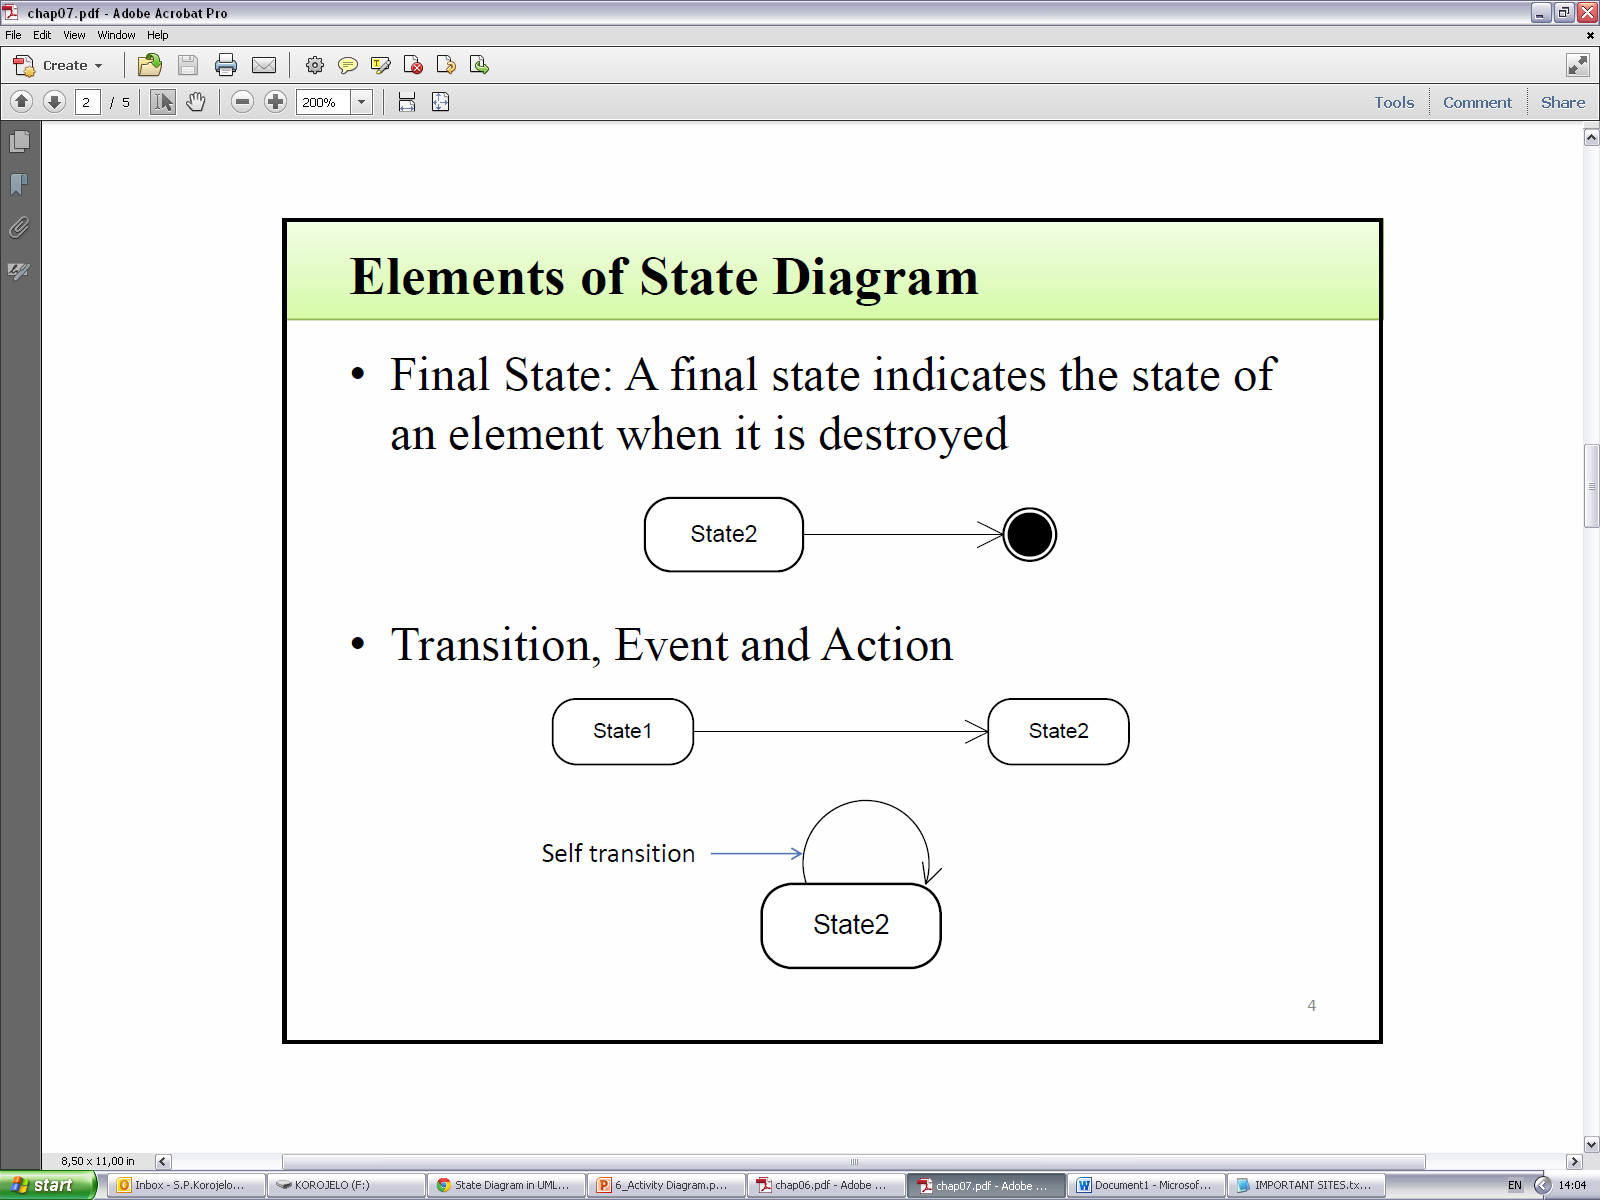 chap07.pdf - Adobe Acrobat Pro
File Edit View Window Help
Create
2 / 5 200% Tools Comment Share
Elements of State Diagram
• Final State: A final state indicates the state of
an element when it is destroyed
State2
• Transition, Event and Action
State1 State2
Self transition
State2
4
8,50 x 11,00 in
start Inbox - S.P.Korojelo... KOROJELO (F:) State Diagram in UML... 6_Activity Diagram.p... chap06.pdf - Adobe ... chap07.pdf - Adobe ... Document1 - Microsof... IMPORTANT SITES.tx... EN 14:04